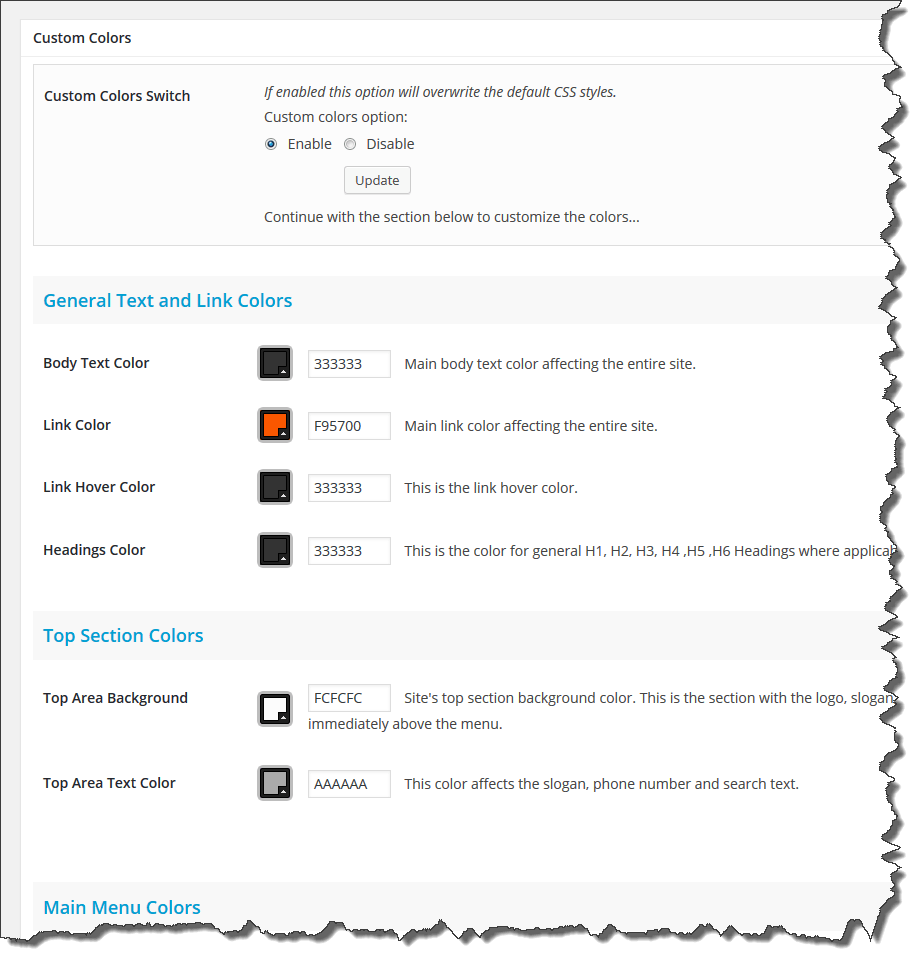 Custom Colors
Custom Colors Switch
If enabled this option will overwrite the default CSS styles.
Custom colors option:
Enable Disable
Update
Continue with the section below to customize the colors...
General Text and Link Colors
Body Text Color 333333 Main body text color affecting the entire site.
Link Color F95700 Main link color affecting the entire site.
Link Hover Color 333333 This is the link hover color.
Headings Color 333333 This is the color for general H1, H2, H3, H4 ,H5 ,H6 Headings where
Top Section Colors
Top Area Background FCFCFC Site's top section background color. This is the section with the logo, slogan,
immediately above the menu.
Top Area Text Color AAAAAA This color affects the slogan, phone number and search text.
Main Menu Colors